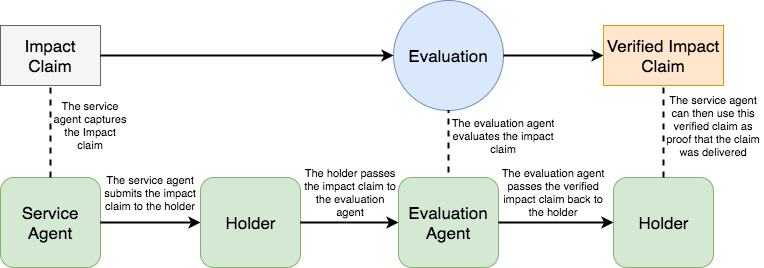 Impact
Claim
Evaluation
Verified Impact
Claim
The service
agent captures
the Impact
claim
The evaluation agent
evaluates the impact
claim
The service agent
can then use this
verified claim as
proof that the claim
was delivered
Service
Agent
The service agent
submits the impact
claim to the holder
Holder
The holder passes
the impact claim to
the evaluation
agent
Evaluation
Agent
The evaluation agent
passes the verified
impact claim back to
the holder
Holder